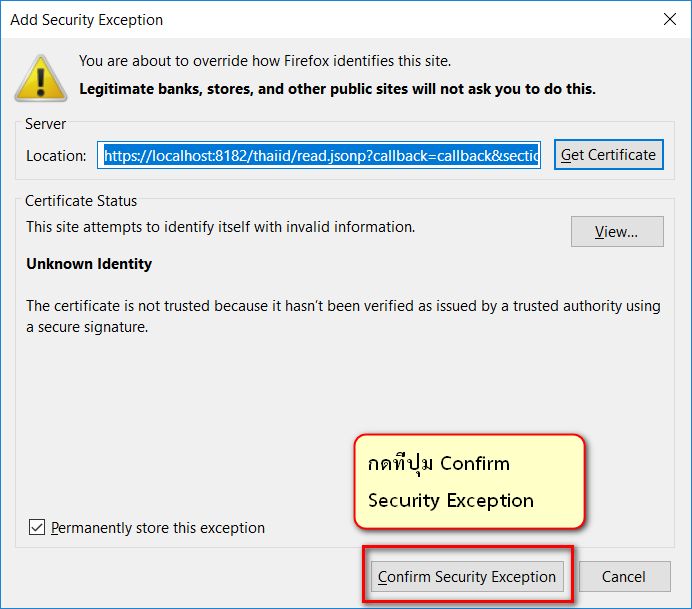 Add Security Exception
You are about to override how Firefox identifies this site.
Legitimate banks, stores, and other public sites will not ask you to do this.
Server
Location: https://localhost:8182/thaiid/read.jsonp?callback=callback&sectio Get Certificate
Certificate Status
This site attempts to identify itself with invalid information.
View...
Unknown Identity
The certificate is not trusted because it hasn't been verified as issued by a trusted authority using
a secure signature.
กดที่ปุ่ม Confirm
Security Exception
Permanently store this exception
Confirm Security Exception Cancel